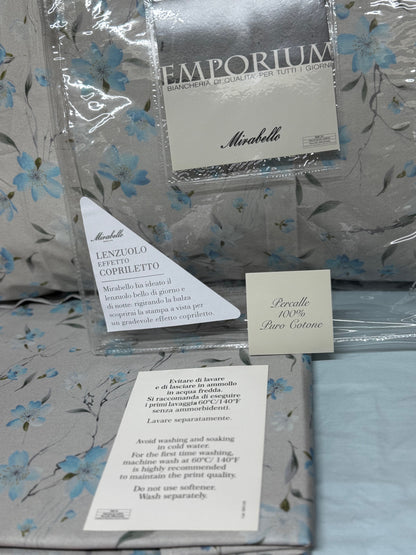 EMPORIUM
BIANCHERIA DI QUALITA' PER TUTTI I GIORNI
Mirabello
Mirabello
LENZUOLO
EFFETTO
COPRILETTO
Mirabello ha ideato il
lenzuolo bello di giorno e
di notte: rigirando la balza
scoprirai la stampa a vista per
un gradevole effetto copriletto.
Percalle
100%
Puro Cotone
Evitare di lavare
e di lasciare in ammollo
in acqua fredda.
Si raccomanda di eseguire
i primi lavaggi a 60°C/140°F
senza ammorbidenti.
Lavare separatamente.
Avoid washing and soaking
in cold water.
For the first time washing,
machine wash at 60°C/ 140°F
is highly recommended
to maintain the print quality.
Do not use softener.
Wash separately.